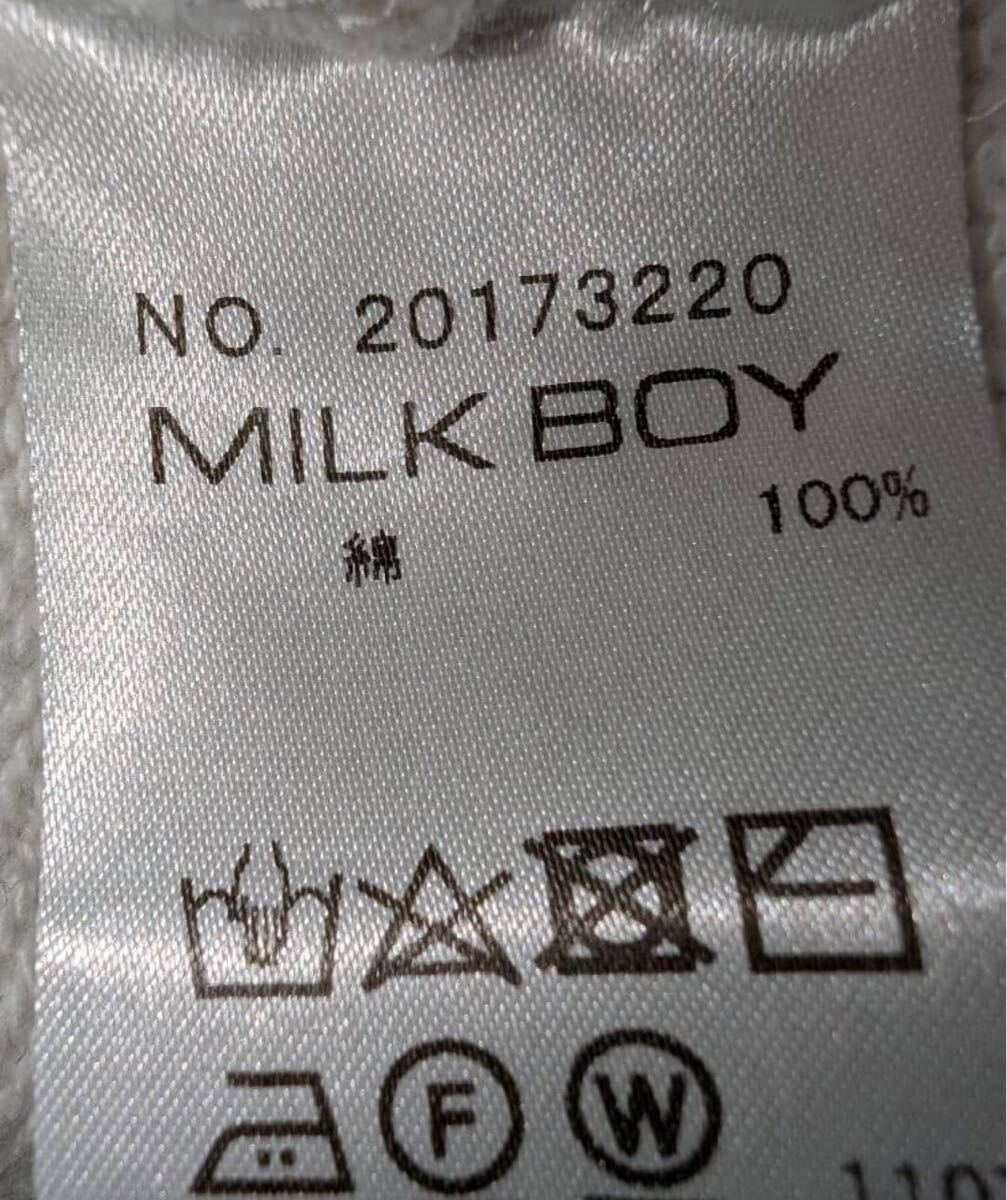 NO. 20173220
MILK BOY
綿 100%
F W